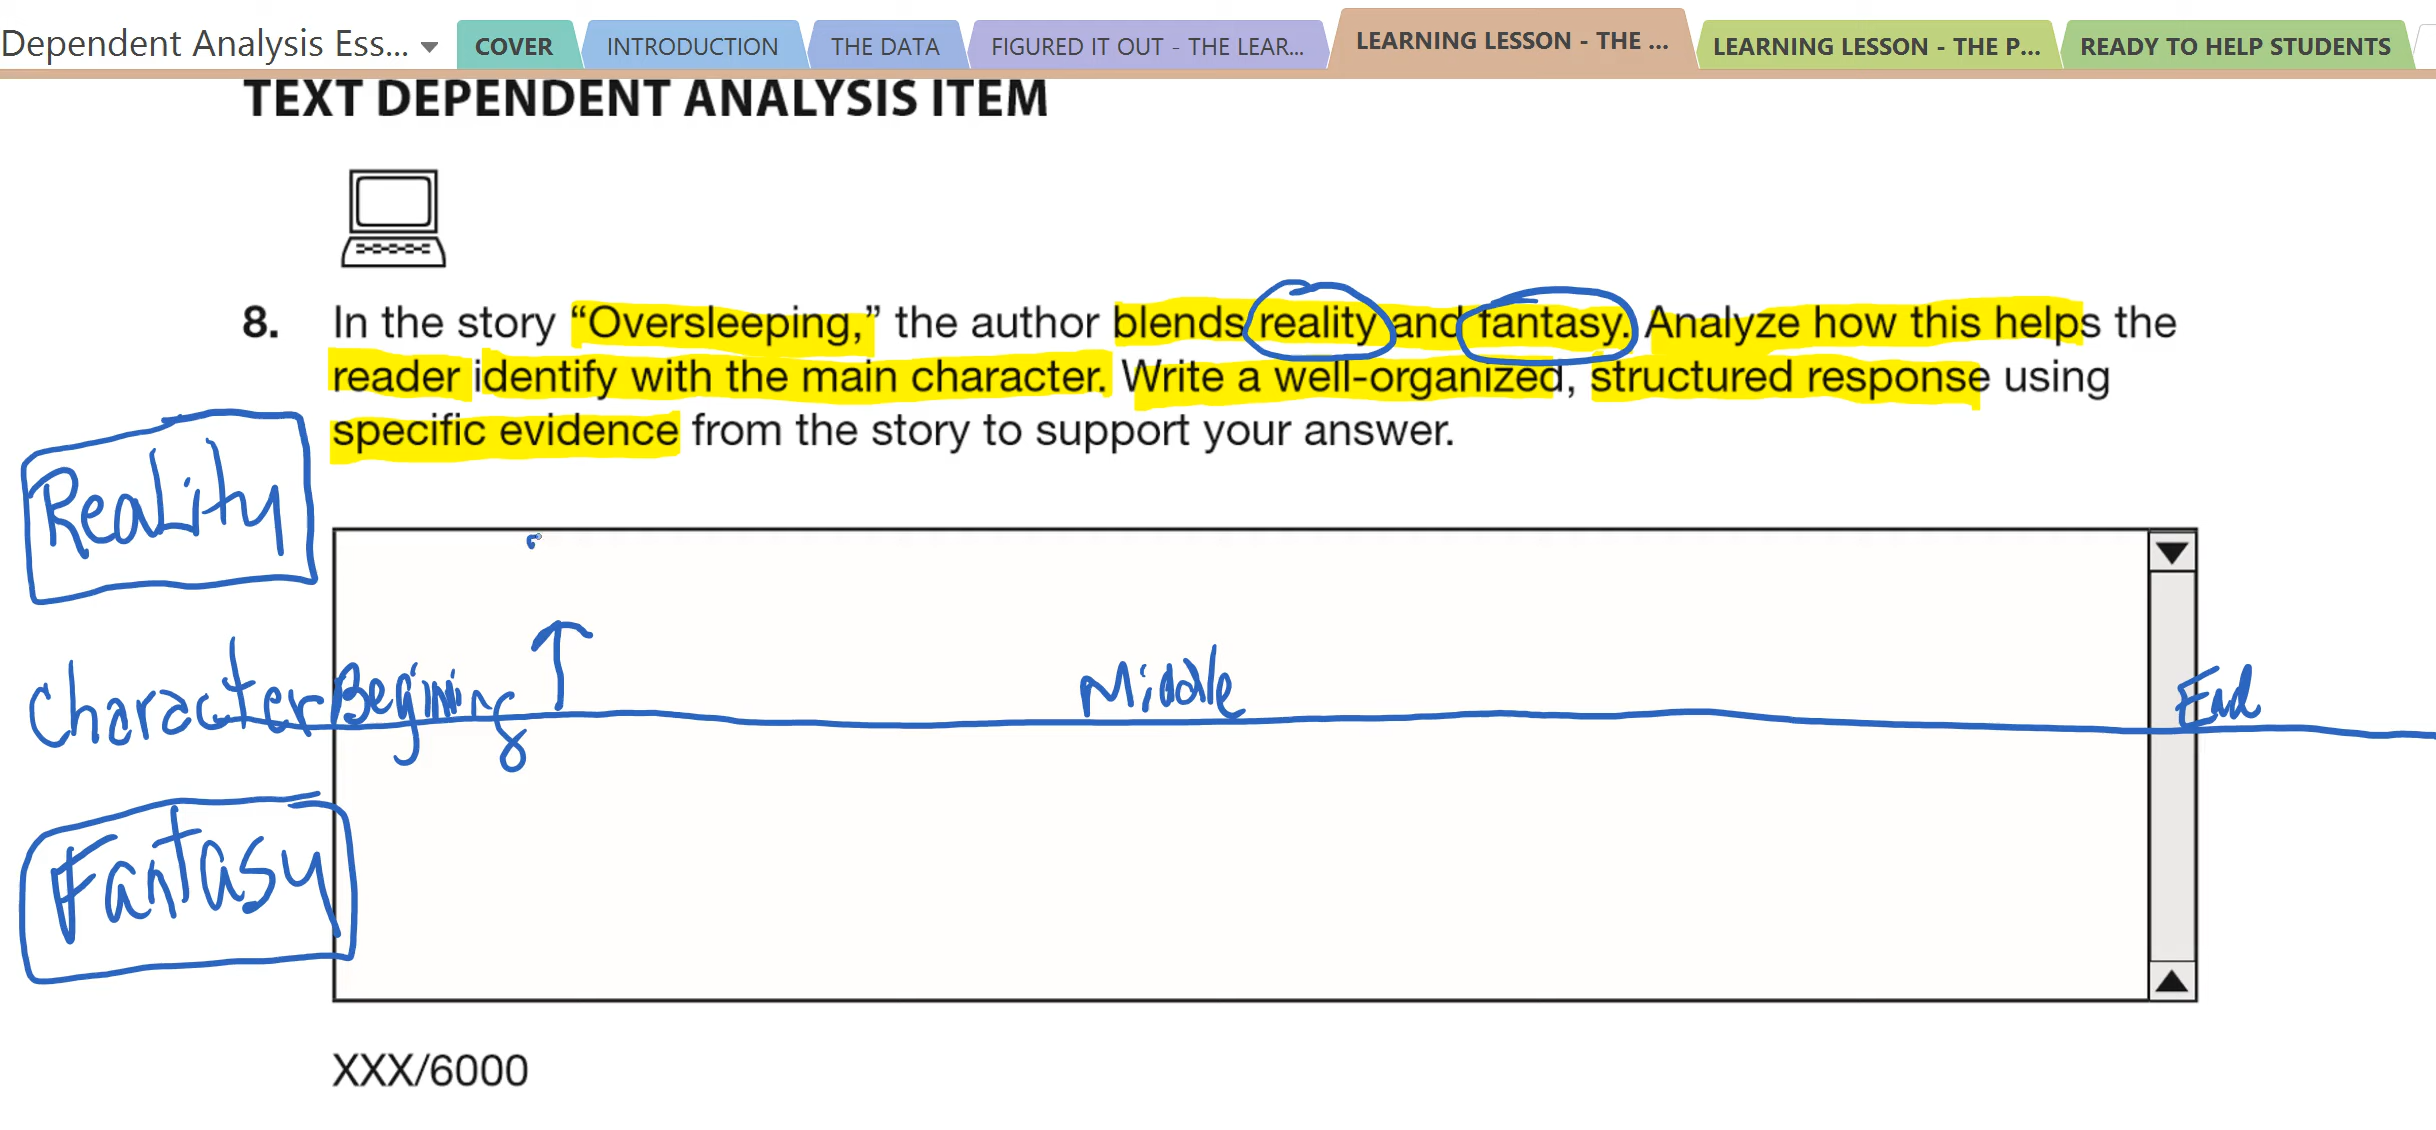 Dependent Analysis Ess...
COVER
INTRODUCTION
THE DATA
FIGURED IT OUT - THE LEAR...
LEARNING LESSON - THE ...
LEARNING LESSON - THE P...
READY TO HELP STUDENTS
TEXT DEPENDENT ANALYSIS ITEM
8. In the story “Oversleeping,” the author blends reality and fantasy. Analyze how this helps the
reader identify with the main character. Write a well-organized, structured response using
specific evidence from the story to support your answer.
Reality
Character Begining Middle End
Fantasy
XXX/6000